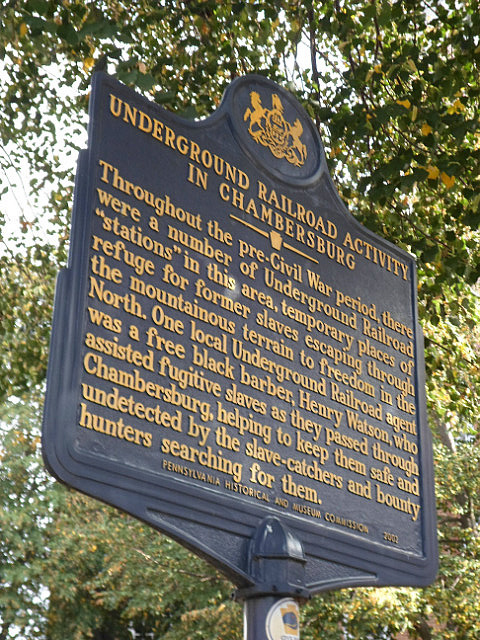 UNDERGROUND RAILROAD ACTIVITY
IN CHAMBERSBURG
Throughout the pre-Civil War period, there
were a number of Underground Railroad
"stations" in this area, temporary places of
refuge for former slaves escaping through
the mountainous terrain to freedom in the
North. One local Underground Railroad agent
was a free black barber, Henry Watson, who
assisted fugitive slaves as they passed through
Chambersburg, helping to keep them safe and
undetected by the slave-catchers and bounty
hunters searching for them.
PENNSYLVANIA HISTORICAL AND MUSEUM COMMISSION 2002